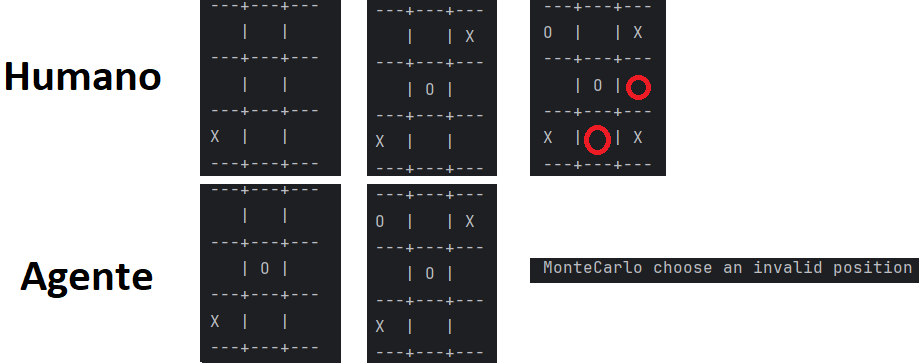 Humano
---+---+---
   |   |
---+---+---
   |   |
---+---+---
X  |   |
---+---+---
---+---+---
   |   | X
---+---+---
   | O |
---+---+---
X  |   |
---+---+---
---+---+---
O  |   | X
---+---+---
   | O |
---+---+---
X  |   | X
---+---+---
Agente
---+---+---
   |   |
---+---+---
   | O |
---+---+---
X  |   |
---+---+---
---+---+---
O  |   | X
---+---+---
   | O |
---+---+---
X  |   |
---+---+---
MonteCarlo choose an invalid position